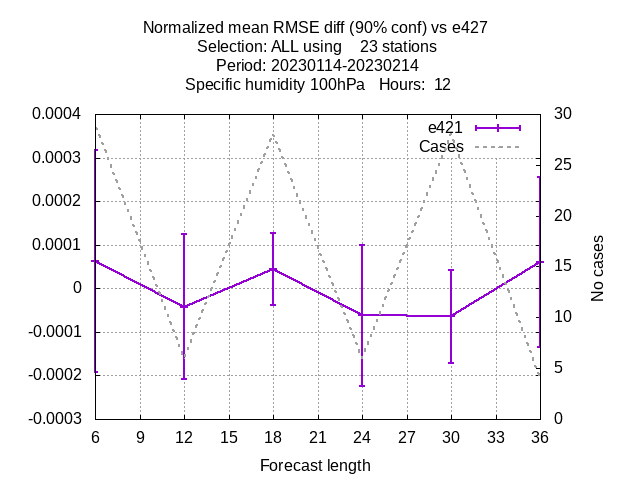 Normalized mean RMSE diff (90% conf) vs e427
Selection: ALL using    23 stations
Period: 20230114-20230214
Specific humidity 100hPa   Hours:  12
0.0004
0.0003
0.0002
0.0001
0
-0.0001
-0.0002
-0.0003
e421
Cases
30
25
20
15
10
5
0
No cases
6 9 12 15 18 21 24 27 30 33 36
Forecast length